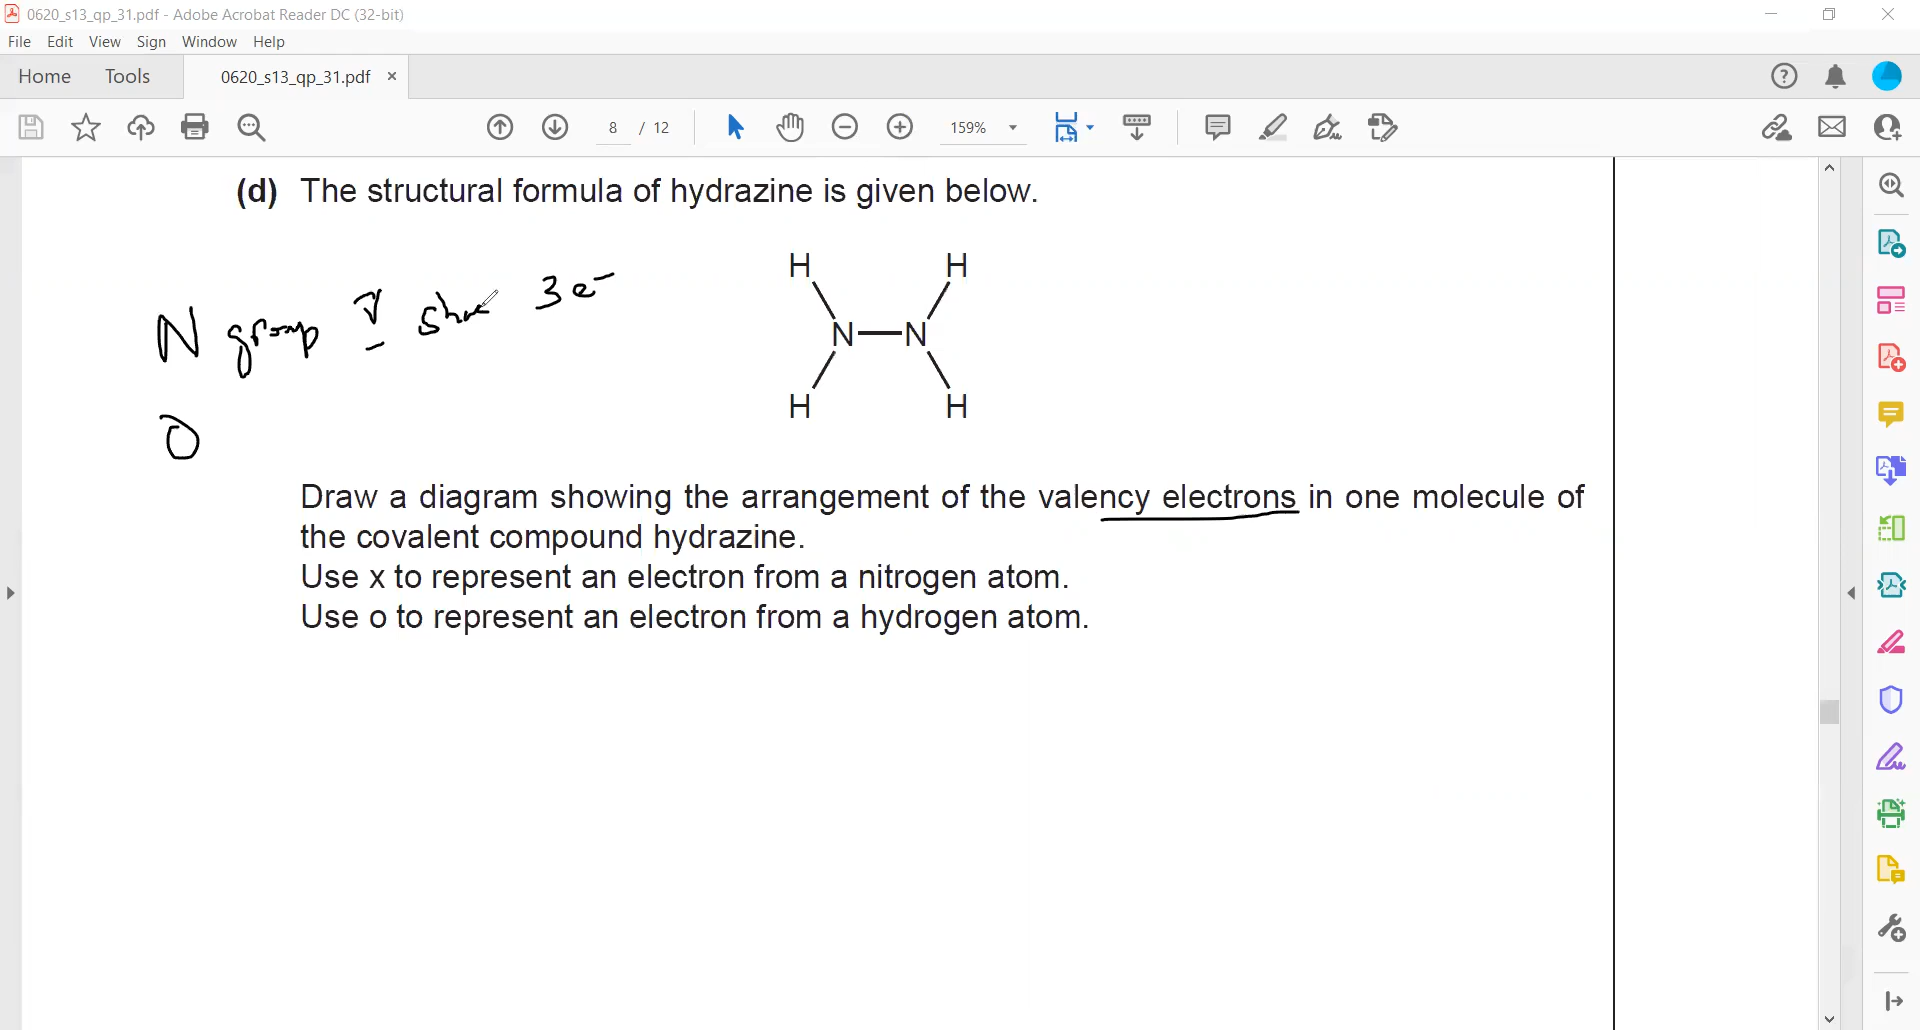 0620_s13_qp_31.pdf - Adobe Acrobat Reader DC (32-bit)
File Edit View Sign Window Help
Home Tools 0620_s13_qp_31.pdf ×
8 / 12 159%
(d) The structural formula of hydrazine is given below.
H H
N group V share 3 e⁻
N — N
H H
O
Draw a diagram showing the arrangement of the valency electrons in one molecule of
the covalent compound hydrazine.
Use x to represent an electron from a nitrogen atom.
Use o to represent an electron from a hydrogen atom.